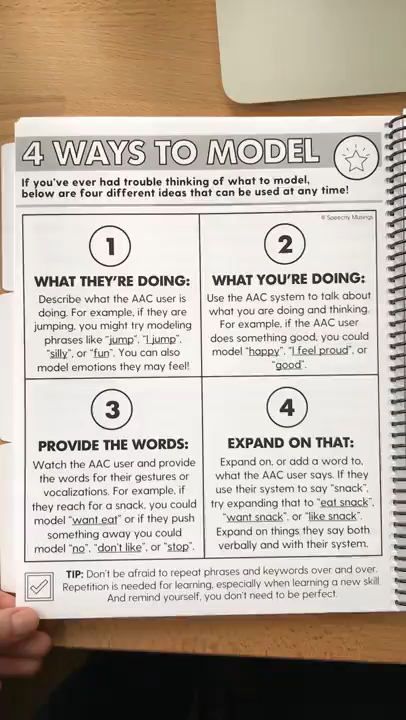 4 WAYS TO MODEL
If you've ever had trouble thinking of what to model,
below are four different ideas that can be used at any time!
© Speechy Musings
1
WHAT THEY'RE DOING:
Describe what the AAC user is
doing. For example, if they are
jumping, you might try modeling
phrases like "jump", "I jump",
"silly", or "fun". You can also
model emotions they may feel!
2
WHAT YOU'RE DOING:
Use the AAC system to talk about
what you are doing and thinking.
For example, if the AAC user
does something good, you could
model "happy", "I feel proud", or
"good".
3
PROVIDE THE WORDS:
Watch the AAC user and provide
the words for their gestures or
vocalizations. For example, if
they reach for a snack, you could
model "want eat" or if they push
something away you could
model "no", "don't like", or "stop".
4
EXPAND ON THAT:
Expand on, or add a word to,
what the AAC user says. If they
use their system to say "snack",
try expanding that to "eat snack",
"want snack", or "like snack".
Expand on things they say both
verbally and with their system.
TIP: Don't be afraid to repeat phrases and keywords over and over.
Repetition is needed for learning, especially when learning a new skill.
And remind yourself, you don't need to be perfect.